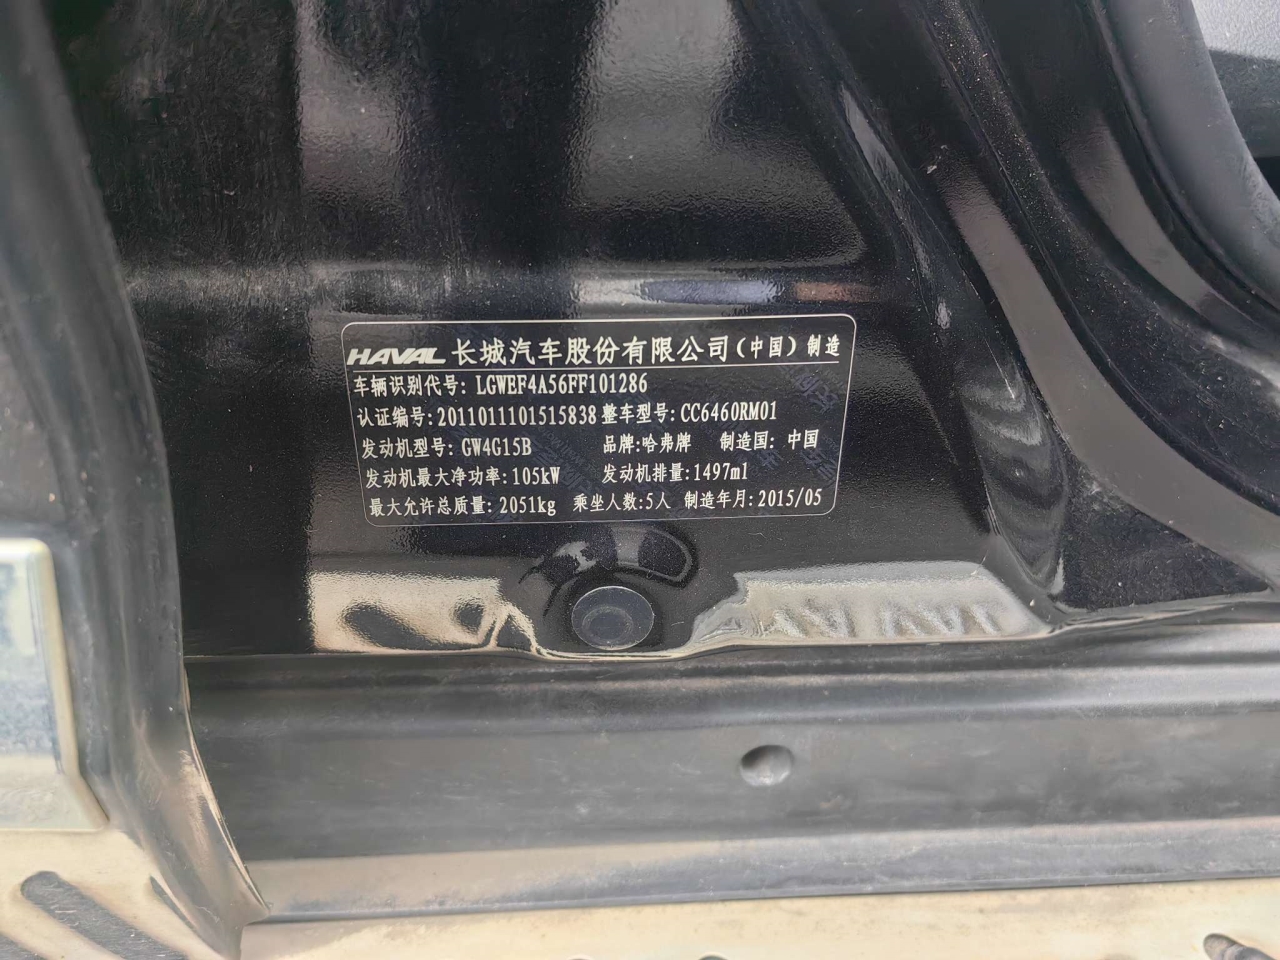 HAVAL 长城汽车股份有限公司(中国)制造
车辆识别代号: LGWEF4A56FF101286
认证编号:2011011101515838 整车型号:CC6460RM01
发动机型号: GW4G15B 品牌:哈弗牌 制造国: 中国
发动机最大净功率: 105kW 发动机排量:1497ml
最大允许总质量: 2051kg 乘坐人数:5人 制造年月:2015/05